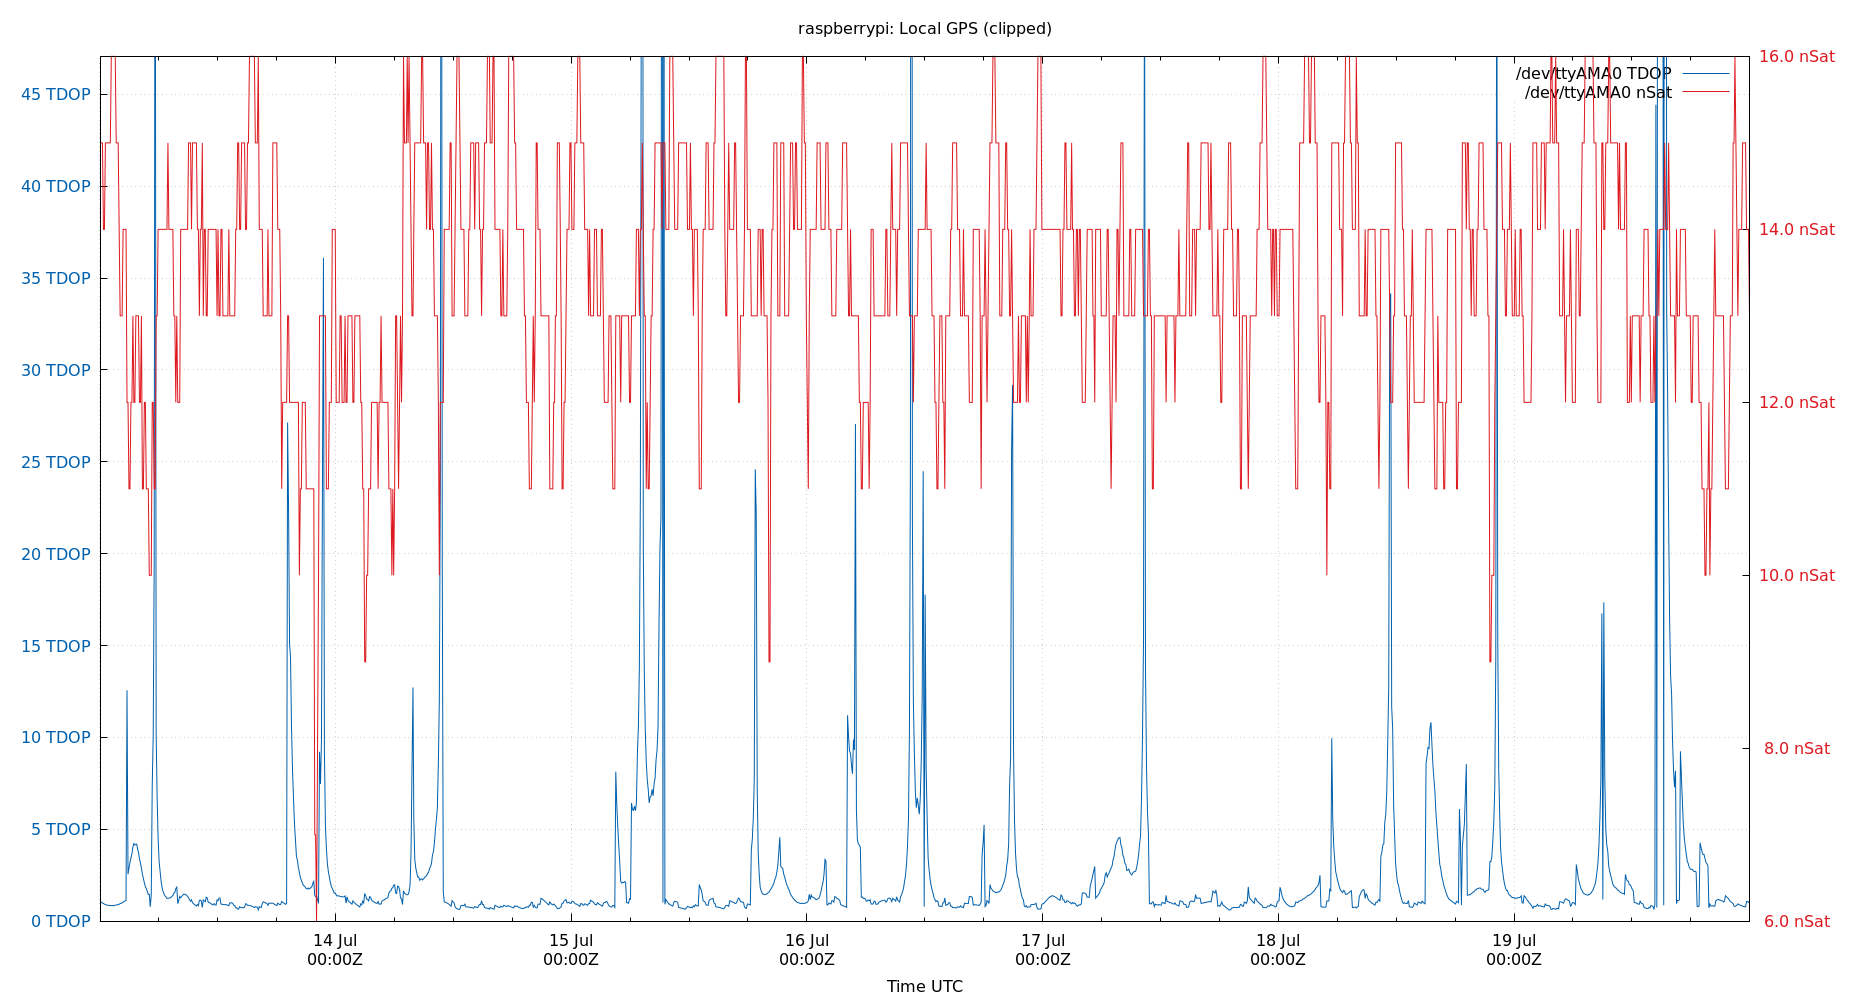 raspberrypi: Local GPS (clipped)
16.0 nSat
/dev/ttyAMA0 TDOP
/dev/ttyAMA0 nSat
45 TDOP
40 TDOP
14.0 nSat
35 TDOP
30 TDOP
12.0 nSat
25 TDOP
20 TDOP
10.0 nSat
15 TDOP
10 TDOP
8.0 nSat
5 TDOP
0 TDOP
6.0 nSat
14 Jul
00:00Z
15 Jul
00:00Z
16 Jul
00:00Z
17 Jul
00:00Z
18 Jul
00:00Z
19 Jul
00:00Z
Time UTC